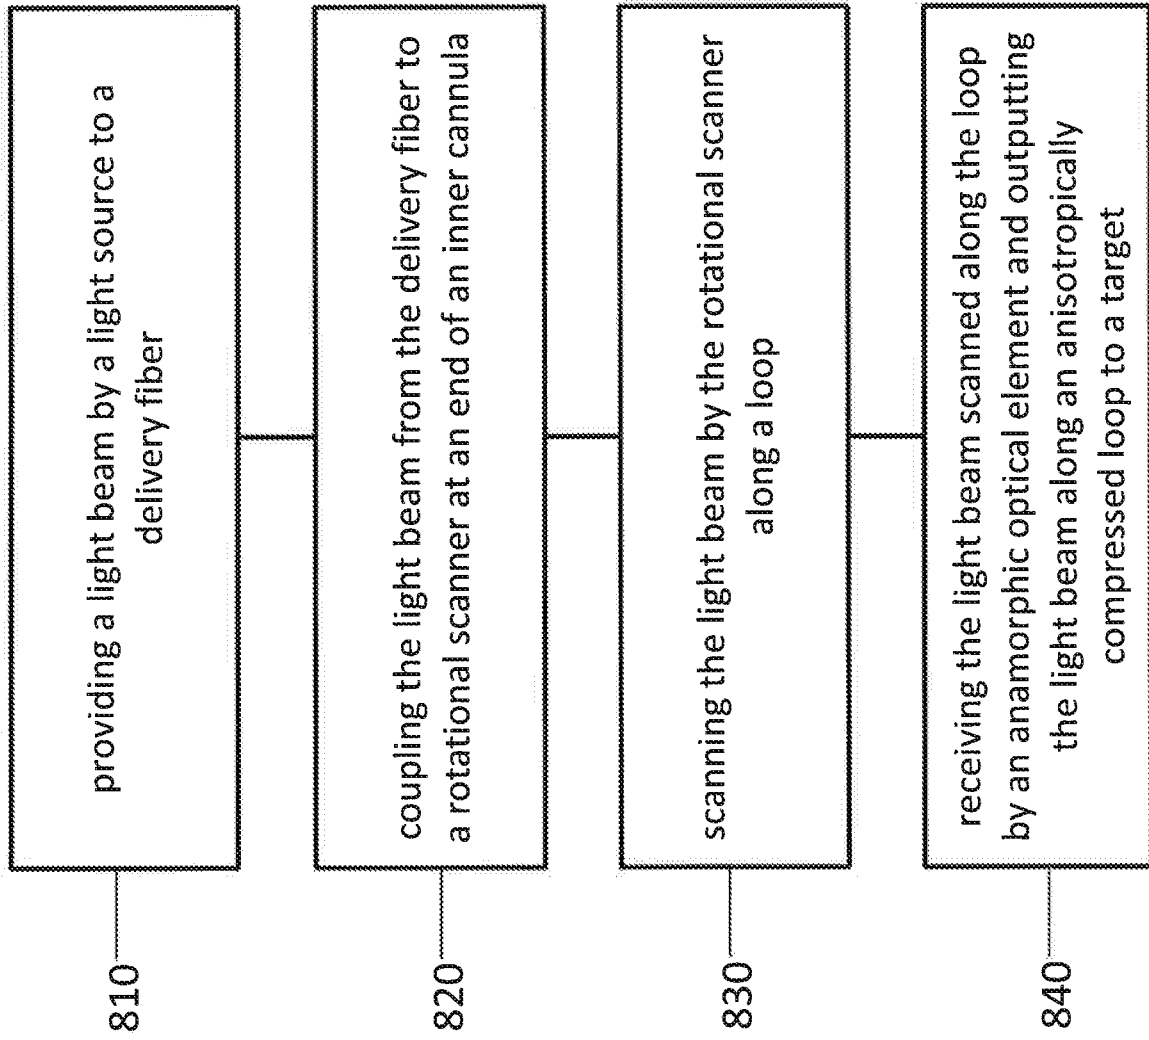 810
providing a light beam by a light source to a
delivery fiber
820
coupling the light beam from the delivery fiber to
a rotational scanner at an end of an inner cannula
830
scanning the light beam by the rotational scanner
along a loop
840
receiving the light beam scanned along the loop
by an anamorphic optical element and outputting
the light beam along an anisotropically
compressed loop to a target